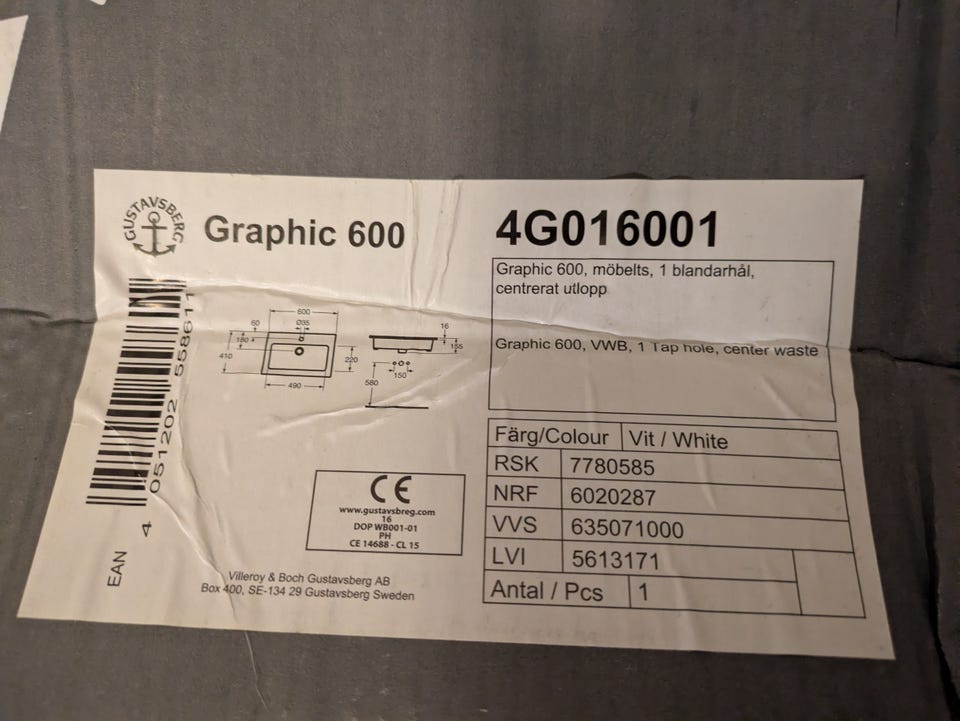 GUSTAVSBERG
Graphic 600
4G016001
Graphic 600, möbelts, 1 blandarhål,
centrerat utlopp
Graphic 600, VWB, 1 Tap hole, center waste
600
60
Ø35
180
410
220
490
16
155
150
580
EAN 4 051202 558611
Färg/Colour Vit / White
RSK 7780585
NRF 6020287
VVS 635071000
LVI 5613171
Antal / Pcs 1
CE
www.gustavsbreg.com
16
DOP WB001-01
PH
CE 14688 - CL 15
Villeroy & Boch Gustavsberg AB
Box 400, SE-134 29 Gustavsberg Sweden